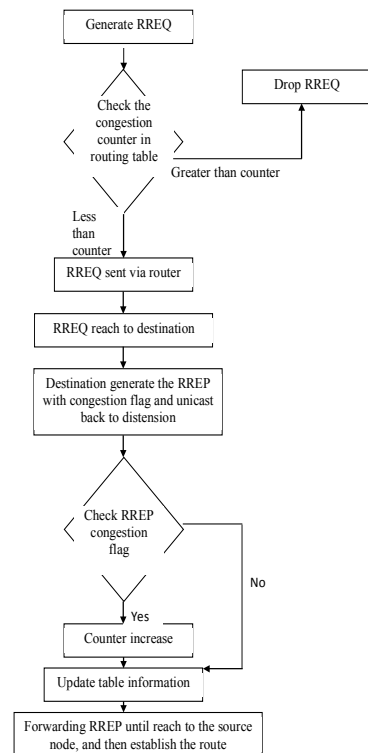 Generate RREQ
Drop RREQ
Check the
congestion
counter in
routing table
Greater than counter
Less
than
counter
RREQ sent via router
RREQ reach to destination
Destination generate the RREP
with congestion flag and unicast
back to distension
Check RREP
congestion
flag
No
Yes
Counter increase
Update table information
Forwarding RREP until reach to the source
node, and then establish the route